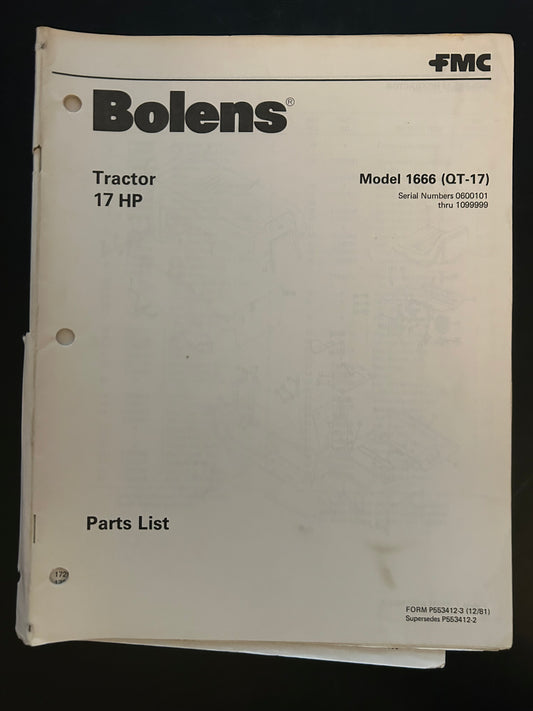 FMC
Bolens®
Tractor
17 HP
Model 1666 (QT-17)
Serial Numbers 0600101
thru 1099999
Parts List
172
FORM P553412-3 (12/81)
Supersedes P553412-2